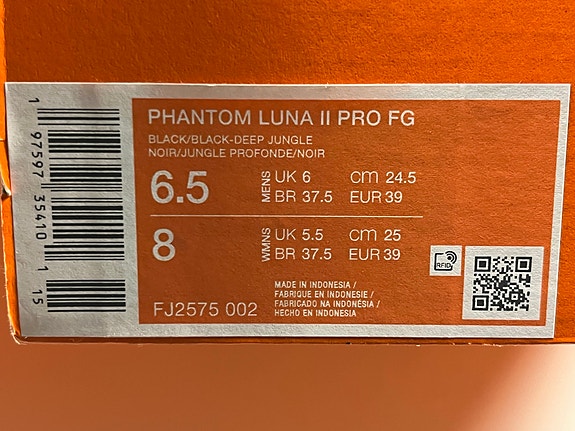 PHANTOM LUNA II PRO FG
BLACK/BLACK-DEEP JUNGLE
NOIR/JUNGLE PROFONDE/NOIR
6.5 MENS UK 6 cm 24.5
BR 37.5 EUR 39
8 WMNS UK 5.5 cm 25
BR 37.5 EUR 39
RFID
FJ2575 002
MADE IN INDONESIA /
FABRIQUE EN INDONESIE /
FABRICADO NA INDONÉSIA /
HECHO EN INDONESIA
1 97597 35410 1 15